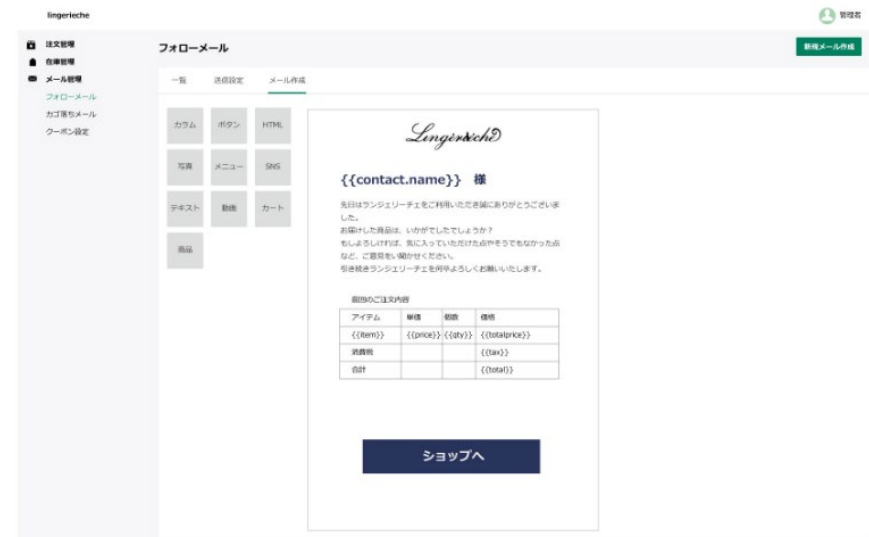 lingerieche
管理者
注文管理
在庫管理
メール管理
フォローメール
カゴ落ちメール
クーポン設定
フォローメール
新規メール作成
一覧 送信設定 メール作成
カラム ボタン HTML
写真 メニュー SNS
テキスト 動画 カート
商品
Lingerieche
{{contact.name}} 様
先日はランジェリーチェをご利用いただき誠にありがとうございま
した。
お届けした商品は、いかがでしたでしょうか?
もしよろしければ、気に入っていただけた点やそうでもなかった点
など、ご意見をい聞かせください。
引き続きランジェリーチェを何卒よろしくお願いいたします。
前回のご注文内容
アイテム 単価 個数 価格
{{item}} {{price}} {{qty}} {{totalprice}}
消費税 {{tax}}
合計 {{total}}
ショップへ